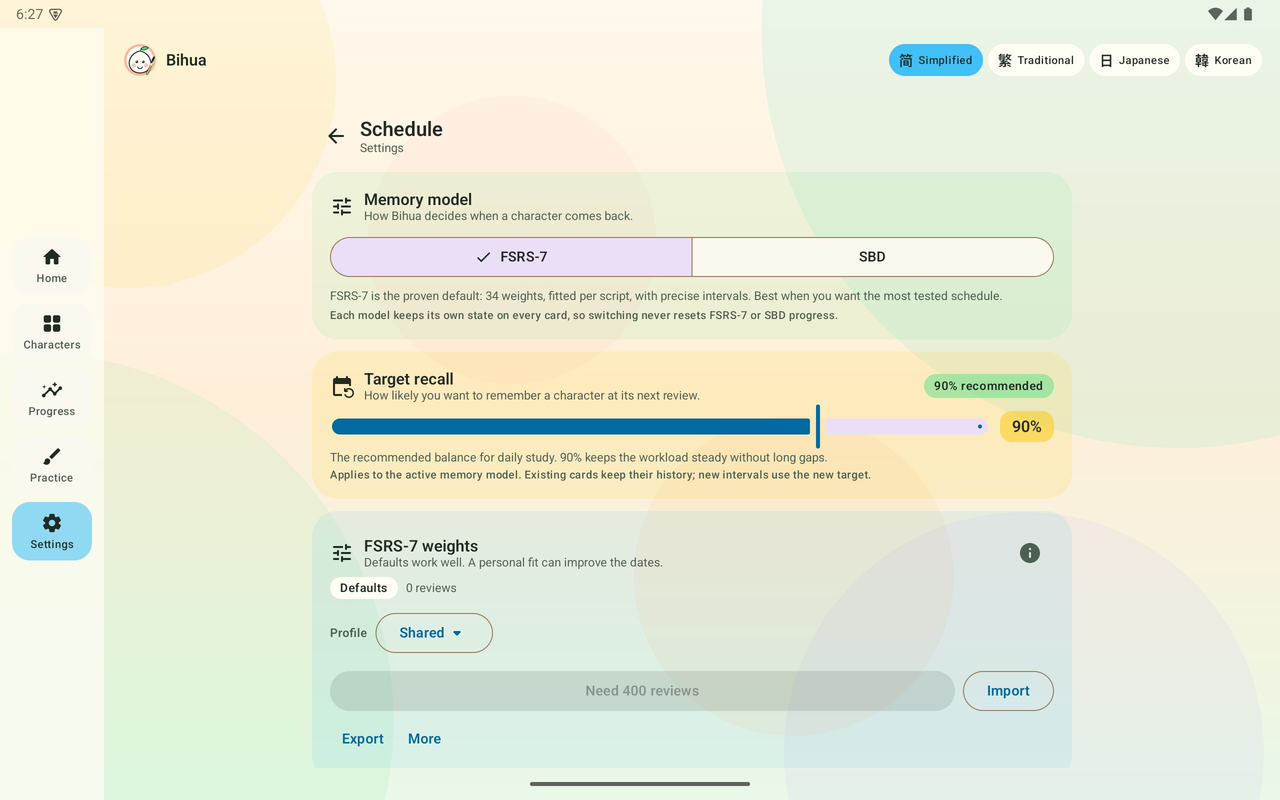 6:27
Bihua
简 Simplified
繁 Traditional
日 Japanese
韓 Korean
Schedule
Settings
Memory model
How Bihua decides when a character comes back.
FSRS-7
SBD
FSRS-7 is the proven default: 34 weights, fitted per script, with precise intervals. Best when you want the most tested schedule.
Each model keeps its own state on every card, so switching never resets FSRS-7 or SBD progress.
Target recall
How likely you want to remember a character at its next review.
90% recommended
90%
The recommended balance for daily study. 90% keeps the workload steady without long gaps.
Applies to the active memory model. Existing cards keep their history; new intervals use the new target.
FSRS-7 weights
Defaults work well. A personal fit can improve the dates.
Defaults
0 reviews
Profile
Shared
Need 400 reviews
Import
Export
More
Home
Characters
Progress
Practice
Settings